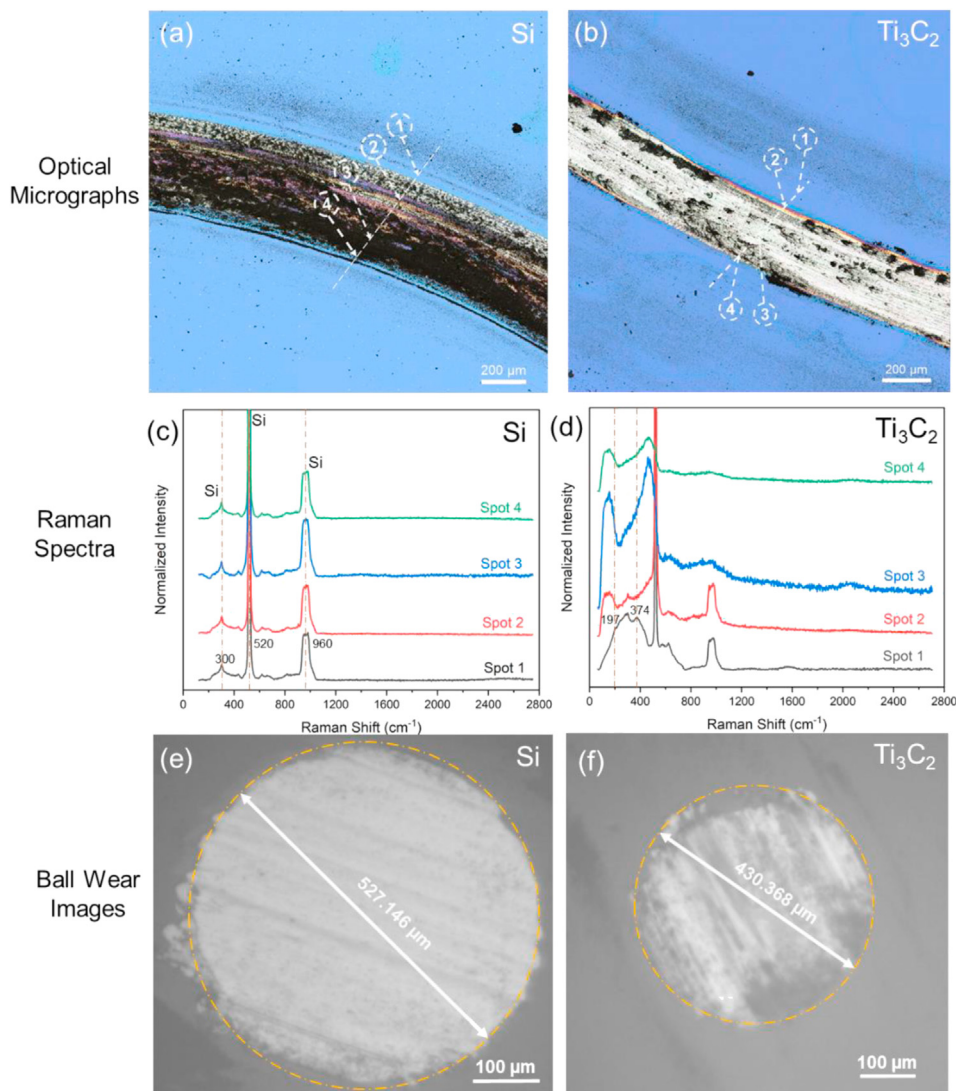 (a)
Si
(b)
Ti₃C₂
Optical
Micrographs
1
2
3
4
200 µm
1
2
4
3
200 µm
(c)
Si
Si
Si
Si
Spot 4
Spot 3
Spot 2
Spot 1
300
520
960
Normalized Intensity
0
400
800
1200
1600
2000
2400
2800
Raman Shift (cm⁻¹)
Raman
Spectra
(d)
Ti₃C₂
Spot 4
Spot 3
Spot 2
Spot 1
197
374
Normalized Intensity
0
400
800
1200
1600
2000
2400
2800
Raman Shift (cm⁻¹)
(e)
Si
527.146 µm
100 µm
Ball Wear
Images
(f)
Ti₃C₂
430.368 µm
100 µm